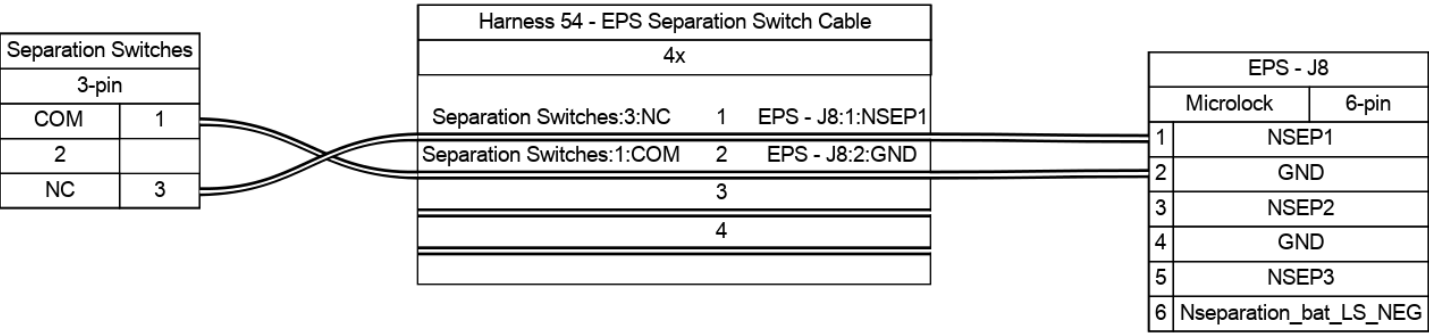 Separation Switches
3-pin
COM 1
2
NC 3
Harness 54 - EPS Separation Switch Cable
4x
Separation Switches:3:NC 1 EPS - J8:1:NSEP1
Separation Switches:1:COM 2 EPS - J8:2:GND
3
4
EPS - J8
Microlock 6-pin
1 NSEP1
2 GND
3 NSEP2
4 GND
5 NSEP3
6 Nseparation_bat_LS_NEG